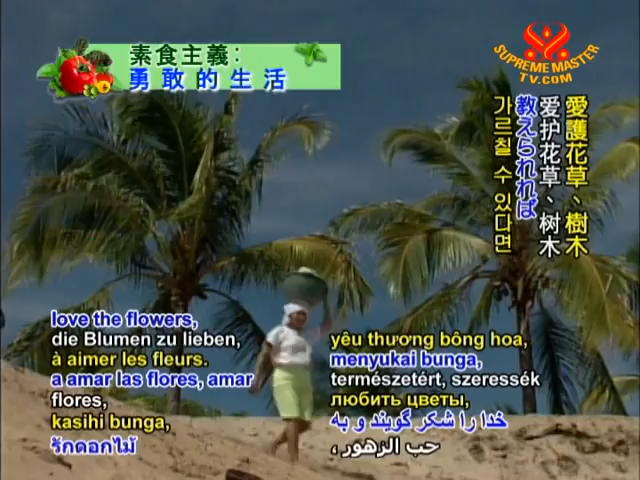 素食主義:
勇敢的生活
SUPREME MASTER
TV.COM
愛護花草、樹木
爱护花草、树木
教えられれば
가르칠 수 있다면
love the flowers,
die Blumen zu lieben,
à aimer les fleurs.
a amar las flores, amar
flores,
kasihi bunga,
รักดอกไม้
yêu thương bông hoa,
menyukai bunga,
természetért, szeressék
любить цветы,
خدا را شکر گویند و به
حب الزهور ،